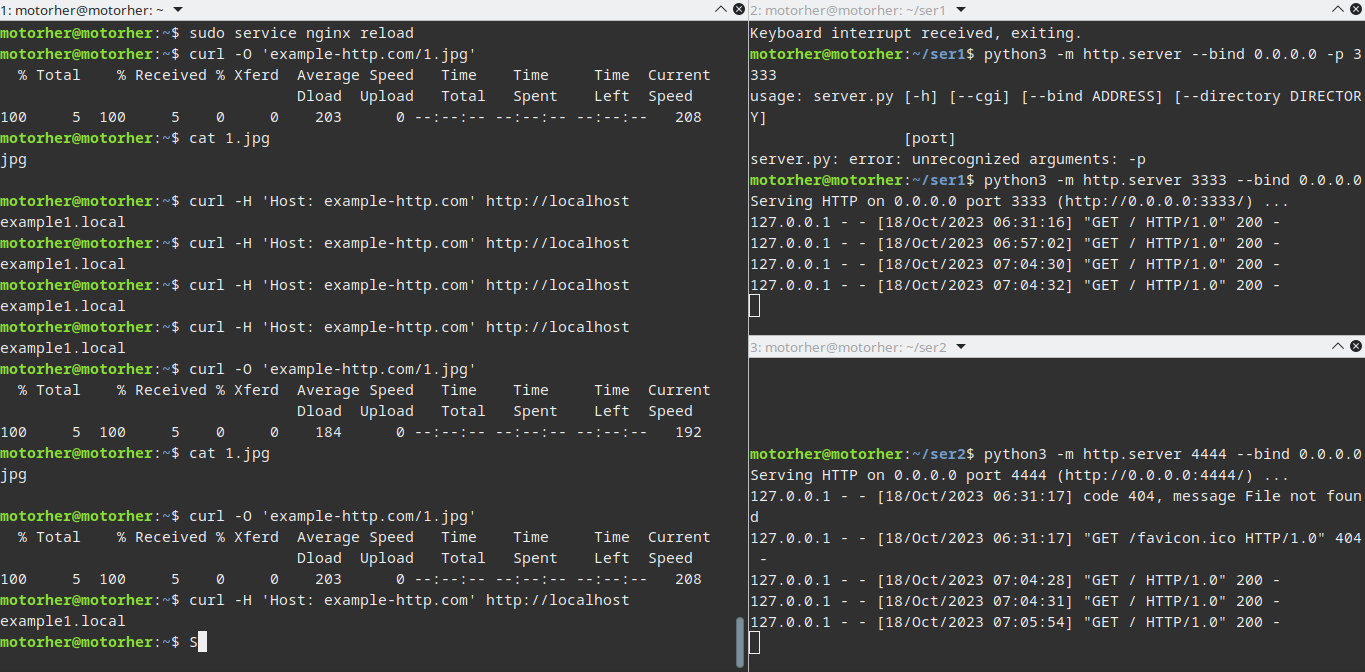 1: motorher@motorher: ~
motorher@motorher:~$ sudo service nginx reload
motorher@motorher:~$ curl -O 'example-http.com/1.jpg'
  % Total    % Received % Xferd  Average Speed   Time    Time     Time  Current
                                 Dload  Upload   Total   Spent    Left  Speed
100     5  100     5    0     0    203      0 --:--:-- --:--:-- --:--:--   208
motorher@motorher:~$ cat 1.jpg
jpg
motorher@motorher:~$ curl -H 'Host: example-http.com' http://localhost
example1.local
motorher@motorher:~$ curl -H 'Host: example-http.com' http://localhost
example1.local
motorher@motorher:~$ curl -H 'Host: example-http.com' http://localhost
example1.local
motorher@motorher:~$ curl -H 'Host: example-http.com' http://localhost
example1.local
motorher@motorher:~$ curl -O 'example-http.com/1.jpg'
  % Total    % Received % Xferd  Average Speed   Time    Time     Time  Current
                                 Dload  Upload   Total   Spent    Left  Speed
100     5  100     5    0     0    184      0 --:--:-- --:--:-- --:--:--   192
motorher@motorher:~$ cat 1.jpg
jpg
motorher@motorher:~$ curl -O 'example-http.com/1.jpg'
  % Total    % Received % Xferd  Average Speed   Time    Time     Time  Current
                                 Dload  Upload   Total   Spent    Left  Speed
100     5  100     5    0     0    203      0 --:--:-- --:--:-- --:--:--   208
motorher@motorher:~$ curl -H 'Host: example-http.com' http://localhost
example1.local
motorher@motorher:~$ S
2: motorher@motorher: ~/ser1
Keyboard interrupt received, exiting.
motorher@motorher:~/ser1$ python3 -m http.server --bind 0.0.0.0 -p 3
333
usage: server.py [-h] [--cgi] [--bind ADDRESS] [--directory DIRECTOR
Y]
                 [port]
server.py: error: unrecognized arguments: -p
motorher@motorher:~/ser1$ python3 -m http.server 3333 --bind 0.0.0.0
Serving HTTP on 0.0.0.0 port 3333 (http://0.0.0.0:3333/) ...
127.0.0.1 - - [18/Oct/2023 06:31:16] "GET / HTTP/1.0" 200 -
127.0.0.1 - - [18/Oct/2023 06:57:02] "GET / HTTP/1.0" 200 -
127.0.0.1 - - [18/Oct/2023 07:04:30] "GET / HTTP/1.0" 200 -
127.0.0.1 - - [18/Oct/2023 07:04:32] "GET / HTTP/1.0" 200 -
3: motorher@motorher: ~/ser2
motorher@motorher:~/ser2$ python3 -m http.server 4444 --bind 0.0.0.0
Serving HTTP on 0.0.0.0 port 4444 (http://0.0.0.0:4444/) ...
127.0.0.1 - - [18/Oct/2023 06:31:17] code 404, message File not foun
d
127.0.0.1 - - [18/Oct/2023 06:31:17] "GET /favicon.ico HTTP/1.0" 404
 -
127.0.0.1 - - [18/Oct/2023 07:04:28] "GET / HTTP/1.0" 200 -
127.0.0.1 - - [18/Oct/2023 07:04:31] "GET / HTTP/1.0" 200 -
127.0.0.1 - - [18/Oct/2023 07:05:54] "GET / HTTP/1.0" 200 -